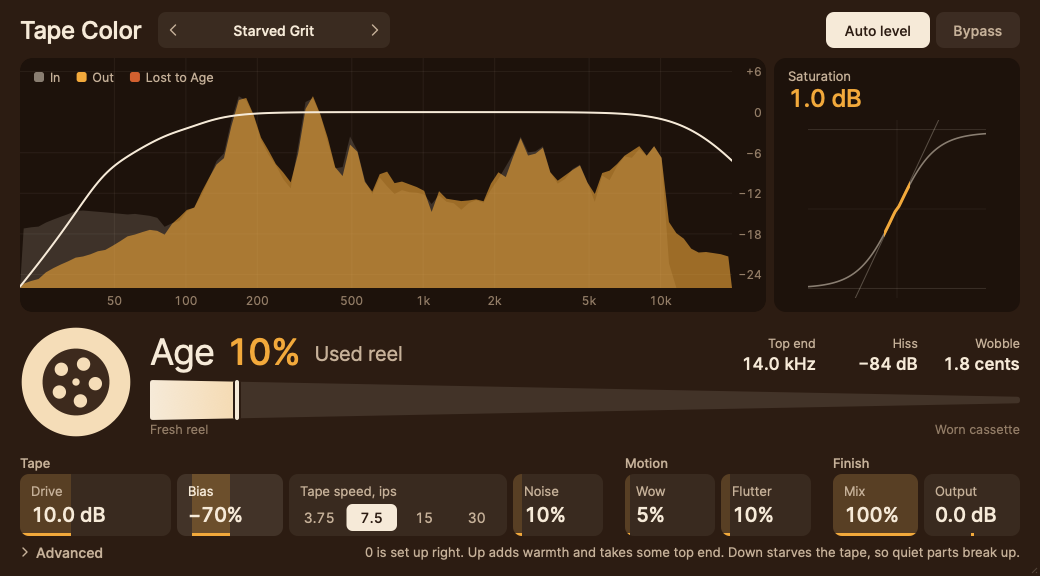 Tape Color
Starved Grit
Auto level
Bypass
In
Out
Lost to Age
+6
0
−6
−12
−18
−24
50
100
200
500
1k
2k
5k
10k
Saturation
1.0 dB
Age 10% Used reel
Top end
14.0 kHz
Hiss
−84 dB
Wobble
1.8 cents
Fresh reel
Worn cassette
Tape
Drive
10.0 dB
Bias
−70%
Tape speed, ips
3.75 7.5 15 30
Noise
10%
Motion
Wow
5%
Flutter
10%
Finish
Mix
100%
Output
0.0 dB
Advanced
0 is set up right. Up adds warmth and takes some top end. Down starves the tape, so quiet parts break up.